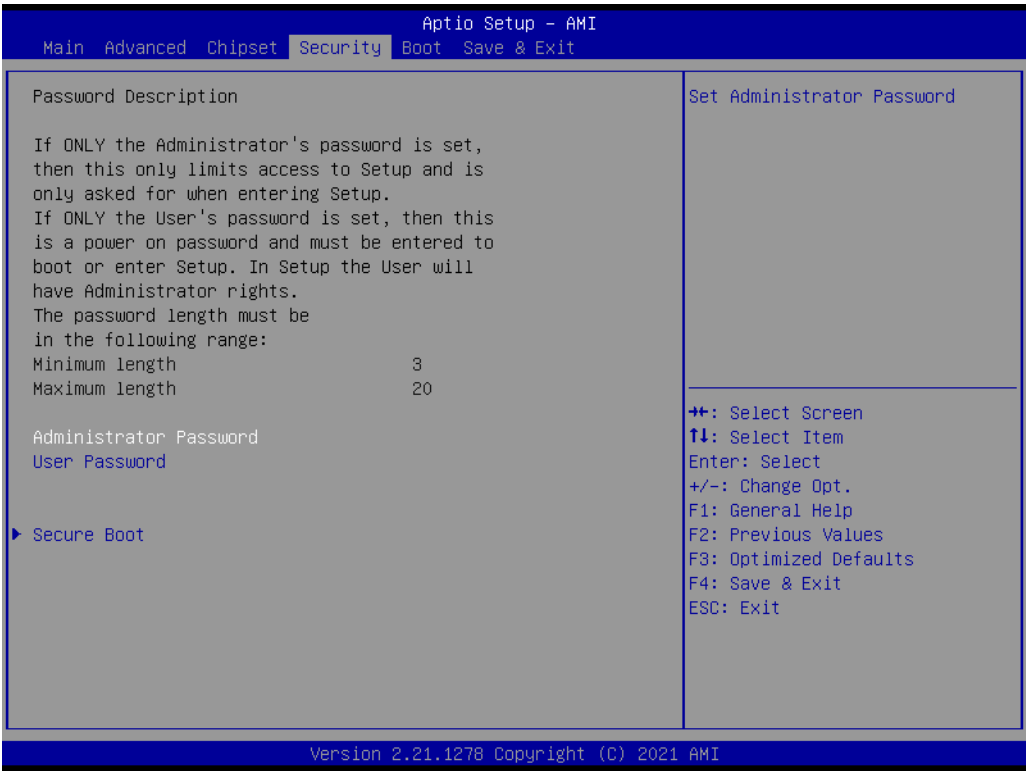 Aptio Setup - AMI
Main Advanced Chipset Security Boot Save & Exit
Password Description
If ONLY the Administrator's password is set,
then this only limits access to Setup and is
only asked for when entering Setup.
If ONLY the User's password is set, then this
is a power on password and must be entered to
boot or enter Setup. In Setup the User will
have Administrator rights.
The password length must be
in the following range:
Minimum length 3
Maximum length 20
Administrator Password
User Password
Secure Boot
Set Administrator Password
→←: Select Screen
↑↓: Select Item
Enter: Select
+/-: Change Opt.
F1: General Help
F2: Previous Values
F3: Optimized Defaults
F4: Save & Exit
ESC: Exit
Version 2.21.1278 Copyright (C) 2021 AMI